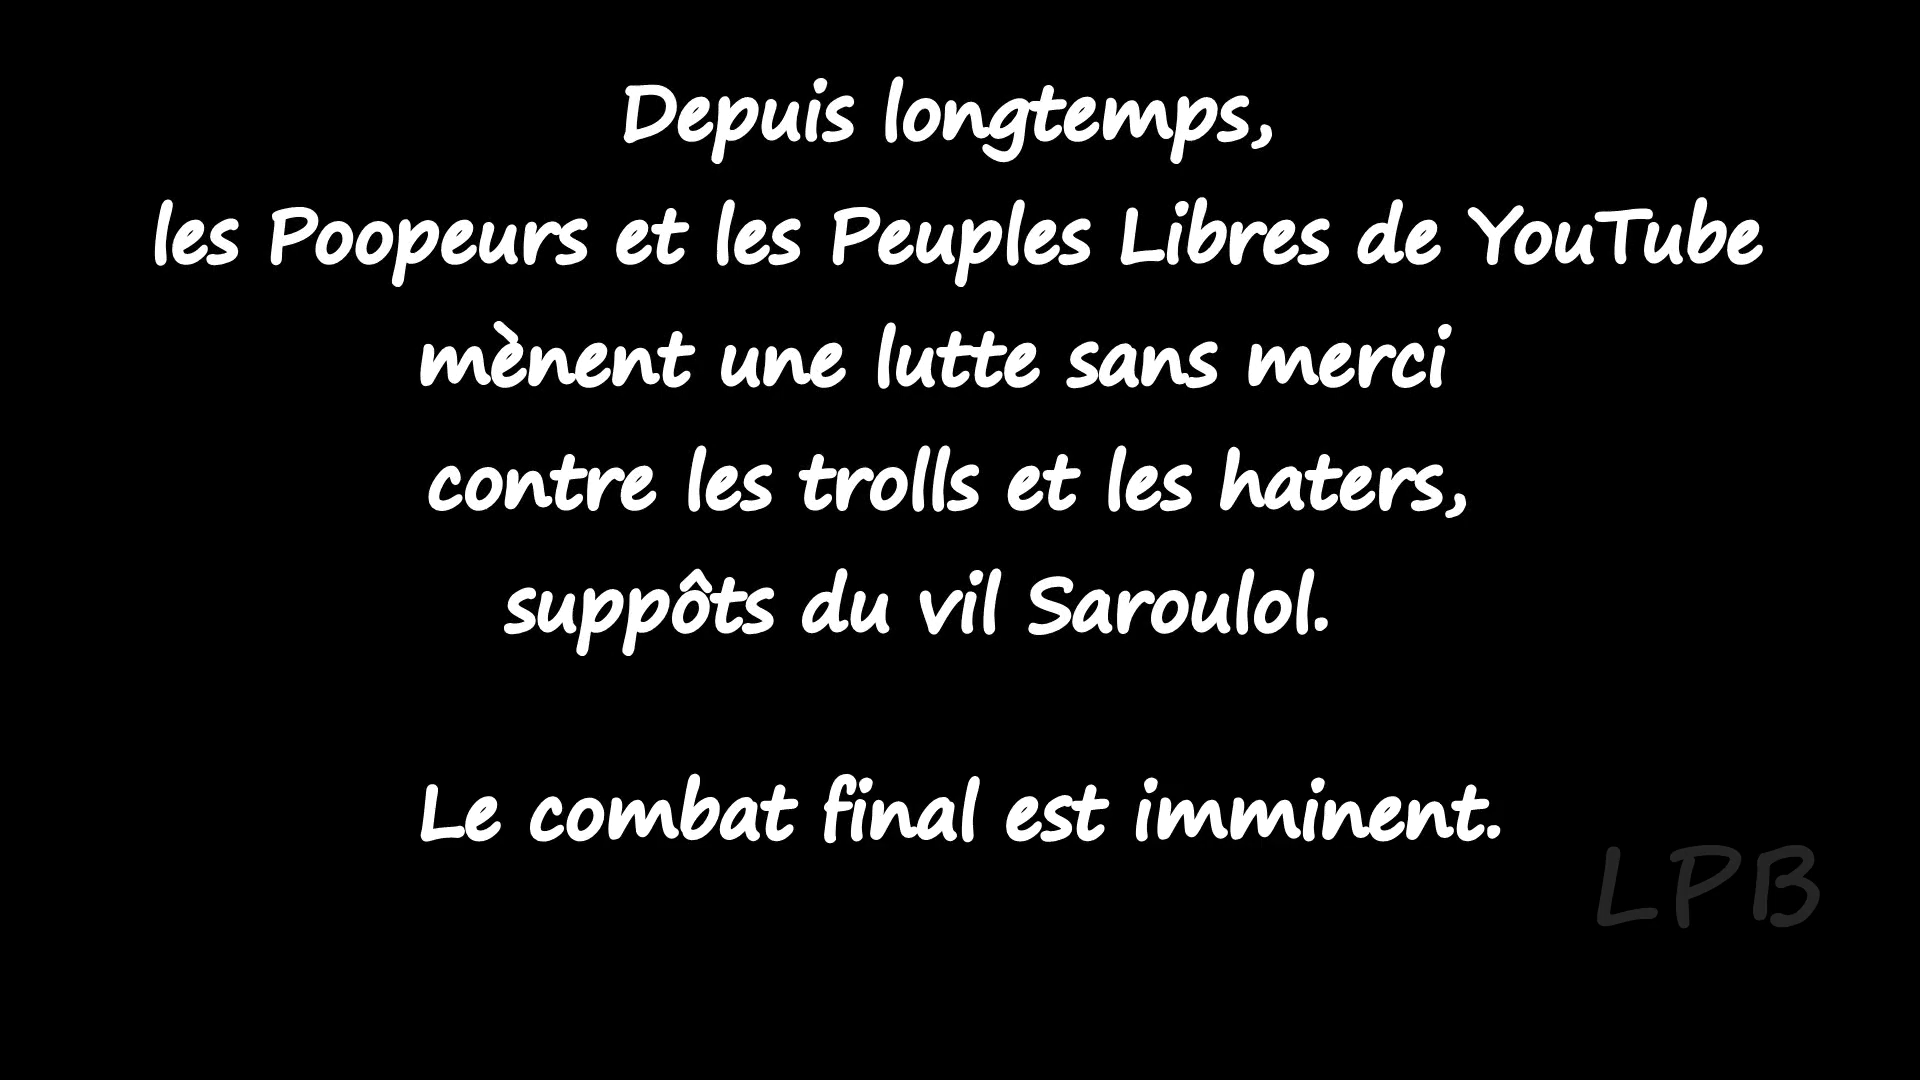 Depuis longtemps,
les Poopeurs et les Peuples Libres de YouTube
mènent une lutte sans merci
contre les trolls et les haters,
suppôts du vil Saroulol.
Le combat final est imminent.
LPB